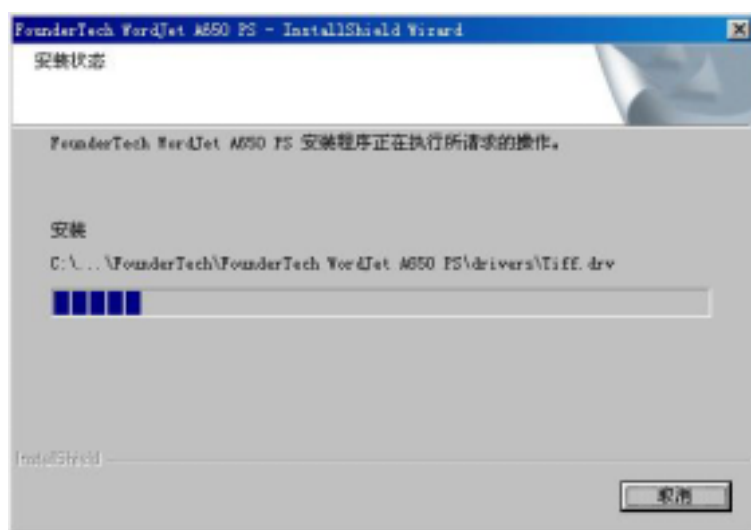 FounderTech WordJet A650 PS - InstallShield Wizard
安装状态
FounderTech WordJet A650 PS 安装程序正在执行所请求的操作。
安装
C:\...\FounderTech\FounderTech WordJet A650 PS\drivers\Tiff.drv
InstallShield
取消